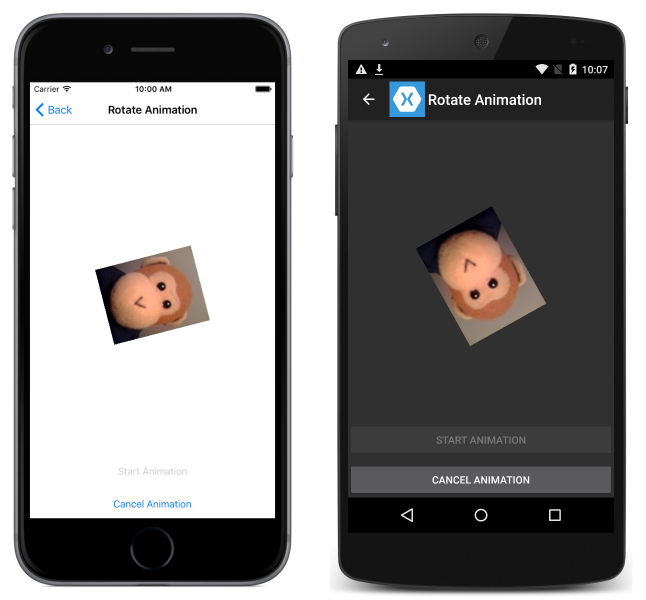 Carrier
10:00 AM
Back
Rotate Animation
Start Animation
Cancel Animation
10:07
Rotate Animation
START ANIMATION
CANCEL ANIMATION